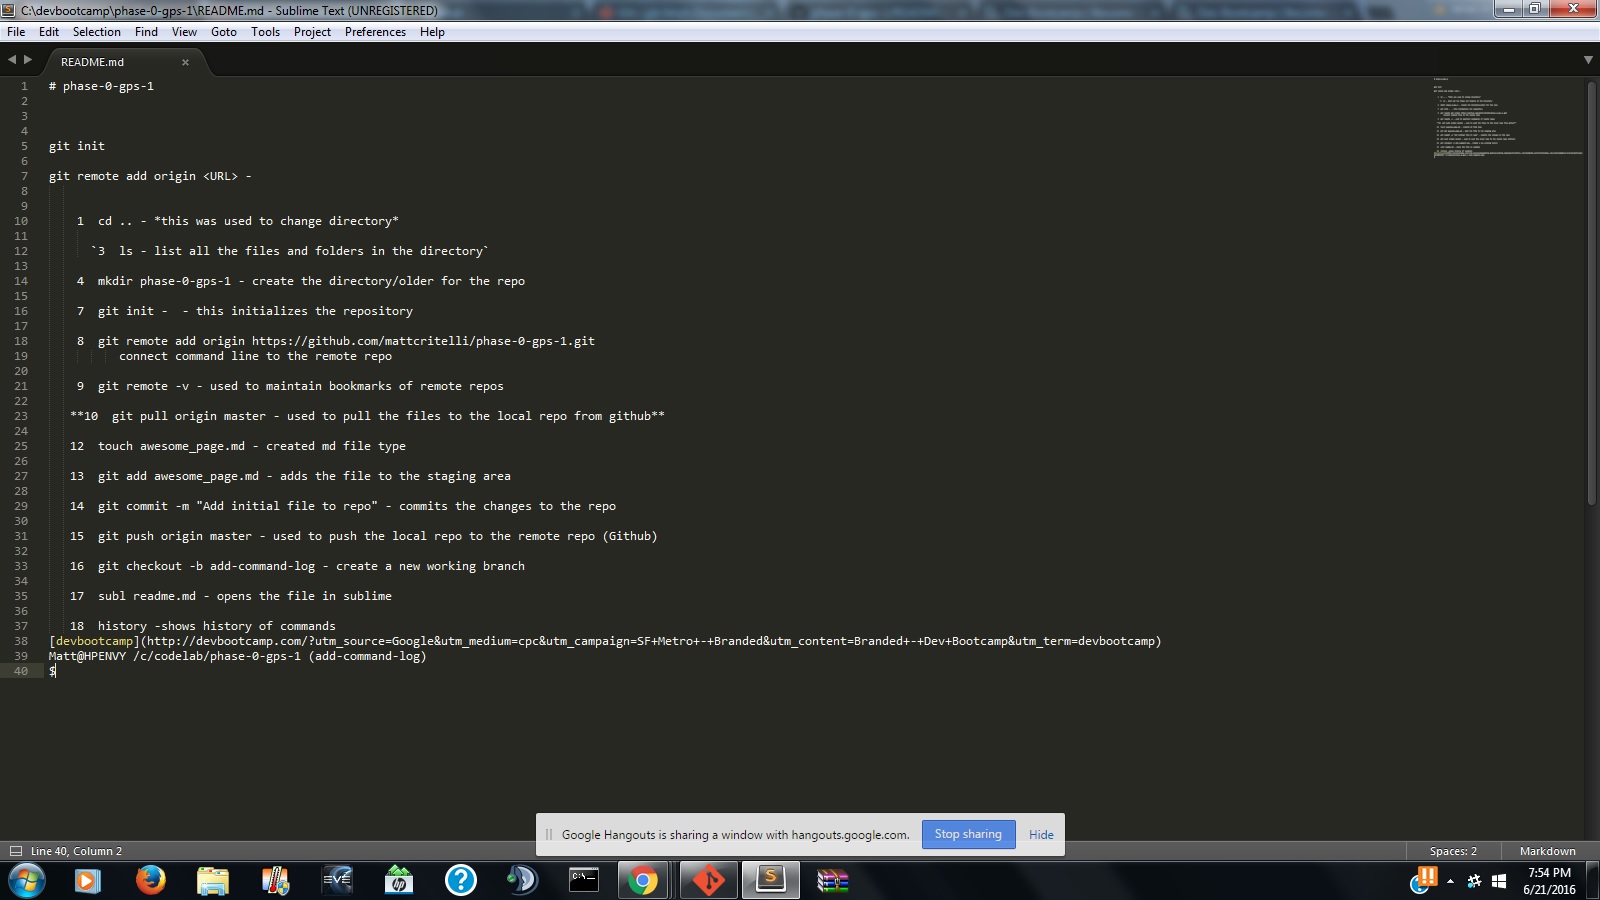 C:\devbootcamp\phase-0-gps-1\README.md - Sublime Text (UNREGISTERED)
File Edit Selection Find View Goto Tools Project Preferences Help
README.md
1 # phase-0-gps-1
2
3
4
5 git init
6
7 git remote add origin <URL> -
8
9
10 1 cd .. - *this was used to change directory*
11
12 `3 ls - list all the files and folders in the directory`
13
14 4 mkdir phase-0-gps-1 - create the directory/older for the repo
15
16 7 git init - - this initializes the repository
17
18 8 git remote add origin https://github.com/mattcritelli/phase-0-gps-1.git
19 connect command line to the remote repo
20
21 9 git remote -v - used to maintain bookmarks of remote repos
22
23 **10 git pull origin master - used to pull the files to the local repo from github**
24
25 12 touch awesome_page.md - created md file type
26
27 13 git add awesome_page.md - adds the file to the staging area
28
29 14 git commit -m "Add initial file to repo" - commits the changes to the repo
30
31 15 git push origin master - used to push the local repo to the remote repo (Github)
32
33 16 git checkout -b add-command-log - create a new working branch
34
35 17 subl readme.md - opens the file in sublime
36
37 18 history -shows history of commands
38 [devbootcamp](http://devbootcamp.com/?utm_source=Google&utm_medium=cpc&utm_campaign=SF+Metro+-+Branded&utm_content=Branded+-+Dev+Bootcamp&utm_term=devbootcamp)
39 Matt@HPENVY /c/codelab/phase-0-gps-1 (add-command-log)
40 $
Google Hangouts is sharing a window with hangouts.google.com. Stop sharing Hide
Line 40, Column 2 Spaces: 2 Markdown
7:54 PM
6/21/2016